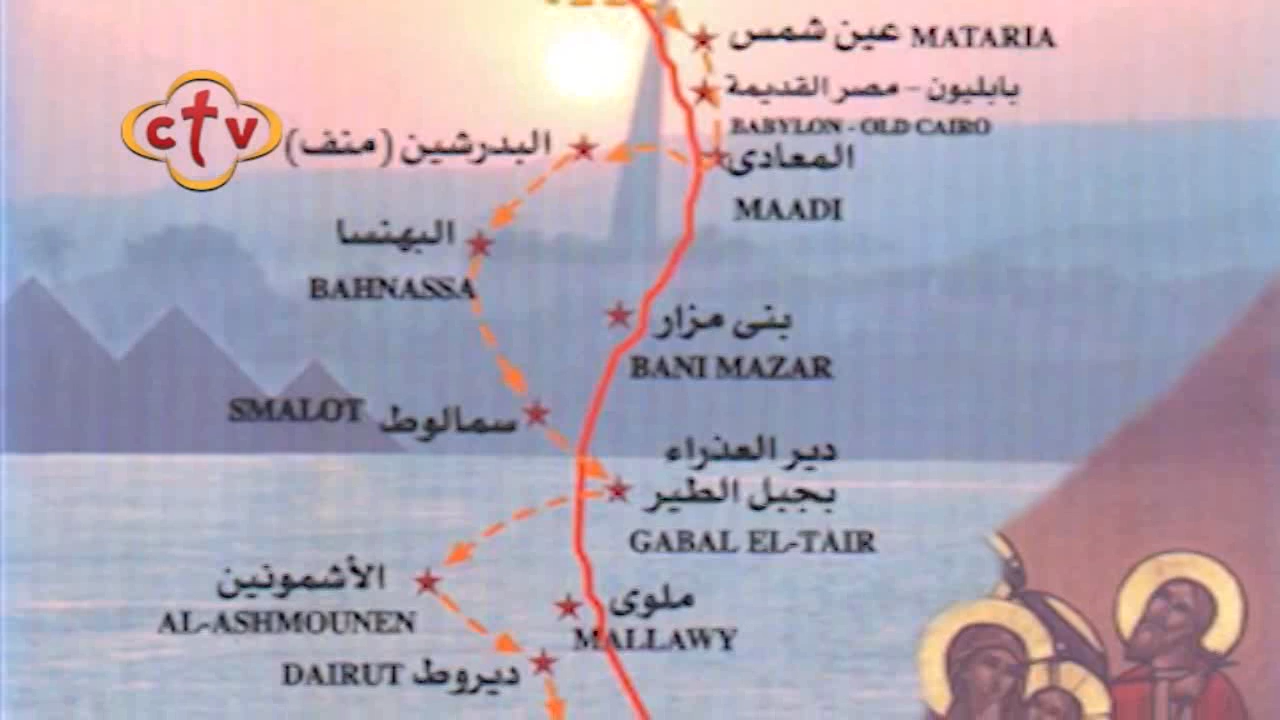 عين شمس MATARIA
بابليون - مصر القديمة
BABYLON - OLD CAIRO
ctv
البدرشين (منف)
المعادى
MAADI
البهنسا
BAHNASSA
بنى مزار
BANI MAZAR
SMALOT سمالوط
دير العذراء
بجبل الطير
GABAL EL-TAIR
الأشمونين
AL-ASHMOUNEN
ملوى
MALLAWY
DAIRUT ديروط